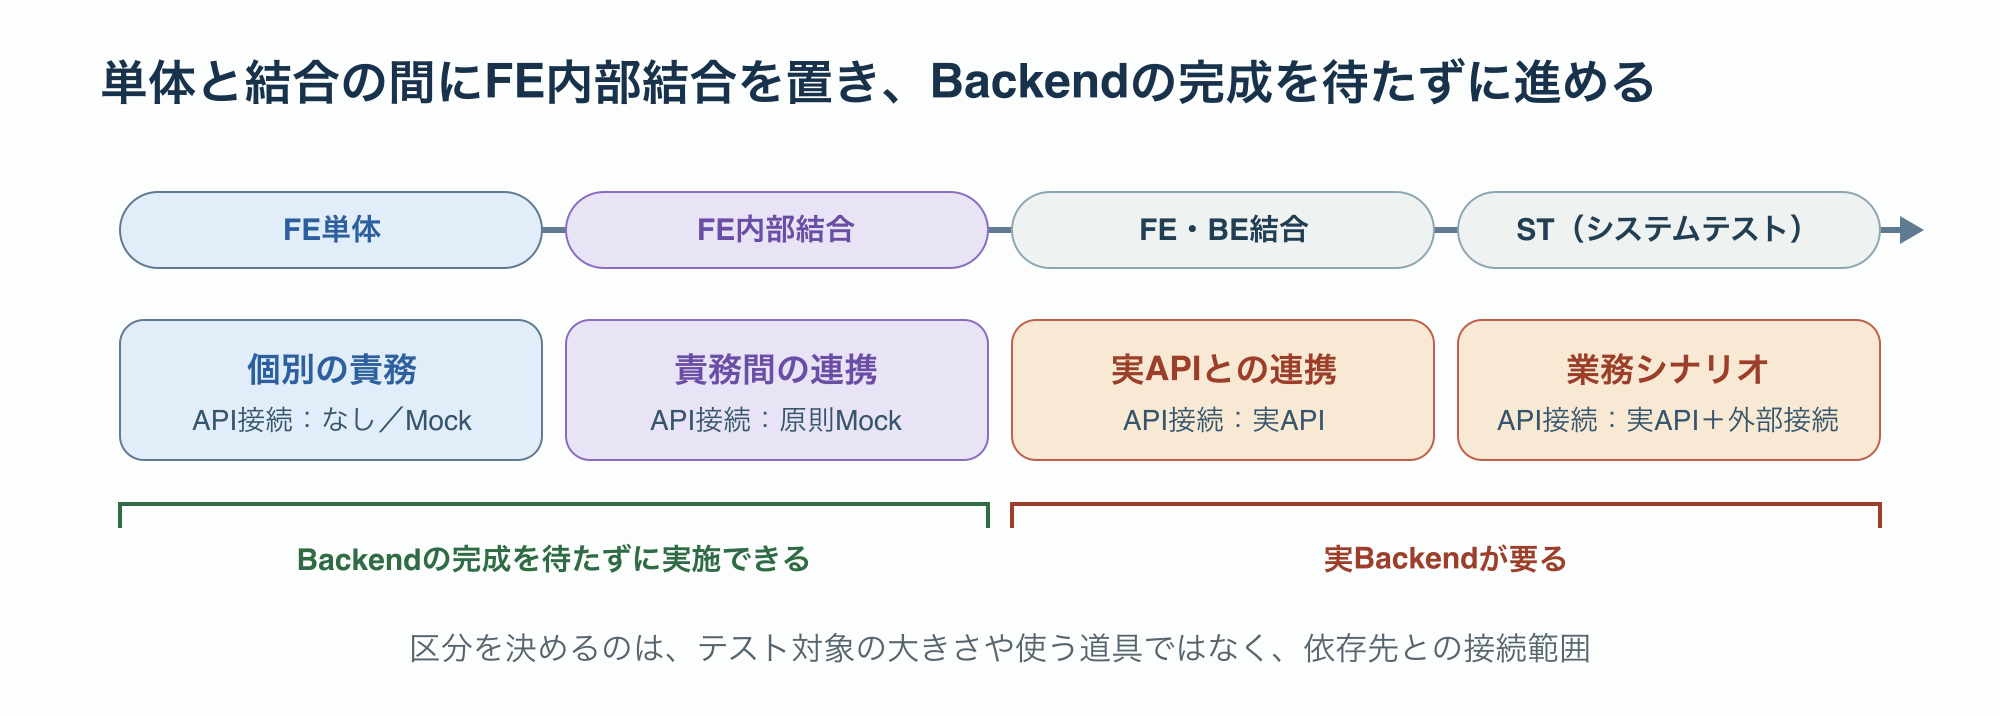 単体と結合の間にFE内部結合を置き、Backendの完成を待たずに進める
FE単体
FE内部結合
FE・BE結合
ST（システムテスト）
個別の責務
API接続：なし／Mock
責務間の連携
API接続：原則Mock
実APIとの連携
API接続：実API
業務シナリオ
API接続：実API＋外部接続
Backendの完成を待たずに実施できる
実Backendが要る
区分を決めるのは、テスト対象の大きさや使う道具ではなく、依存先との接続範囲